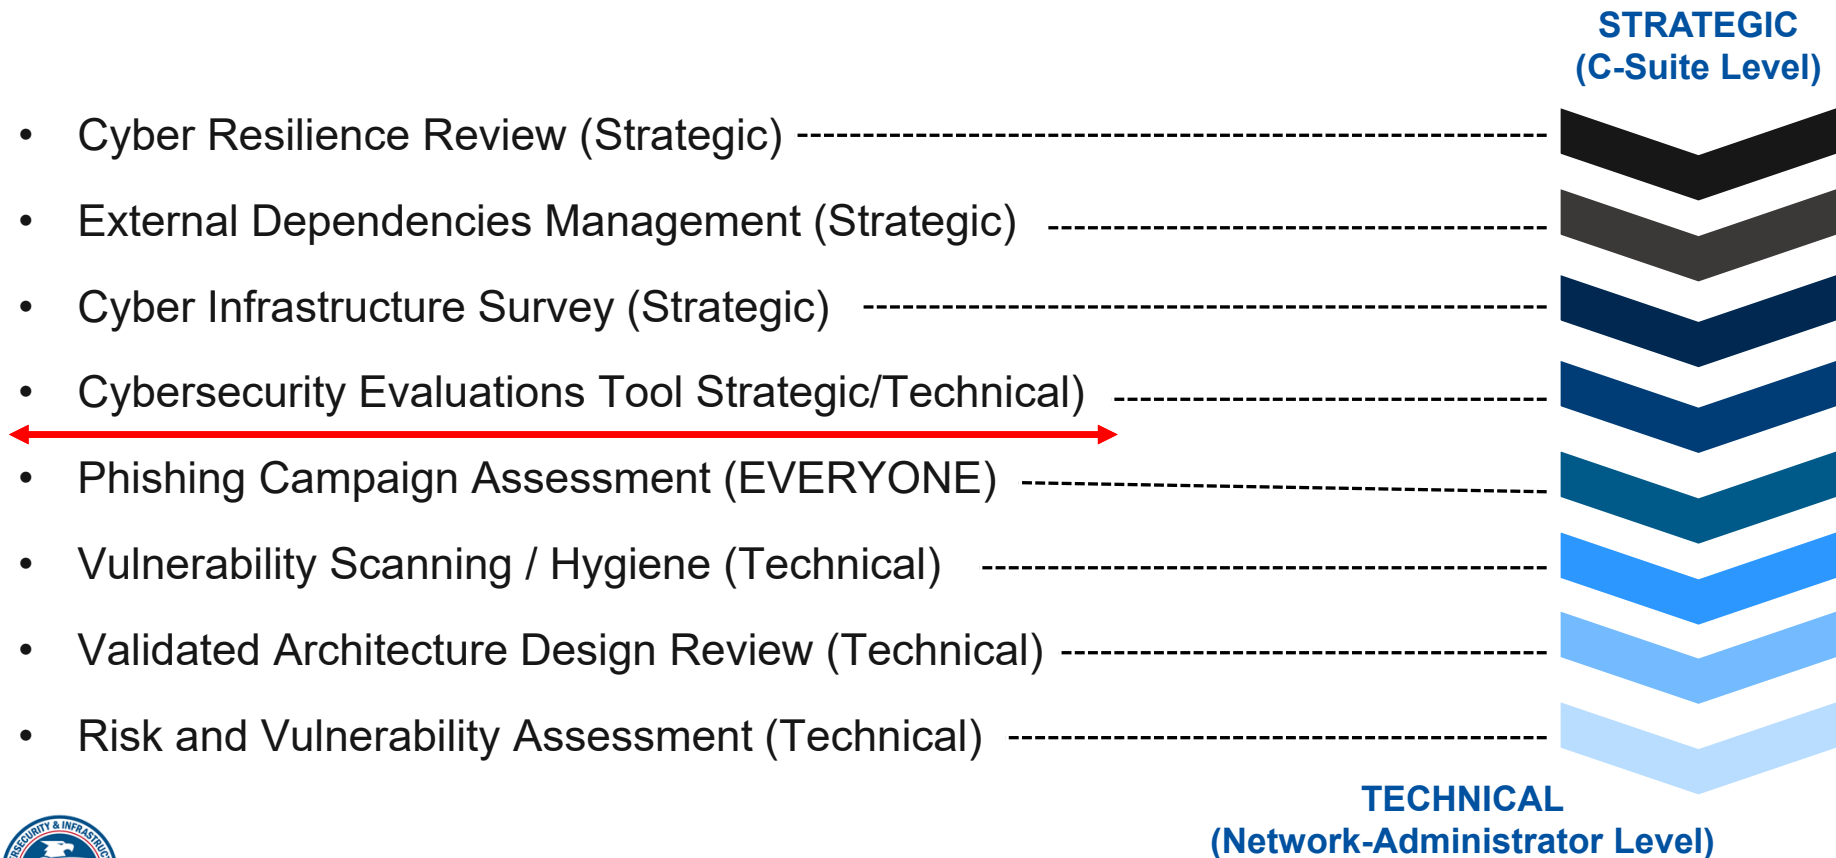 STRATEGIC
(C-Suite Level)
• Cyber Resilience Review (Strategic)
• External Dependencies Management (Strategic)
• Cyber Infrastructure Survey (Strategic)
• Cybersecurity Evaluations Tool Strategic/Technical)
• Phishing Campaign Assessment (EVERYONE)
• Vulnerability Scanning / Hygiene (Technical)
• Validated Architecture Design Review (Technical)
• Risk and Vulnerability Assessment (Technical)
TECHNICAL
(Network-Administrator Level)